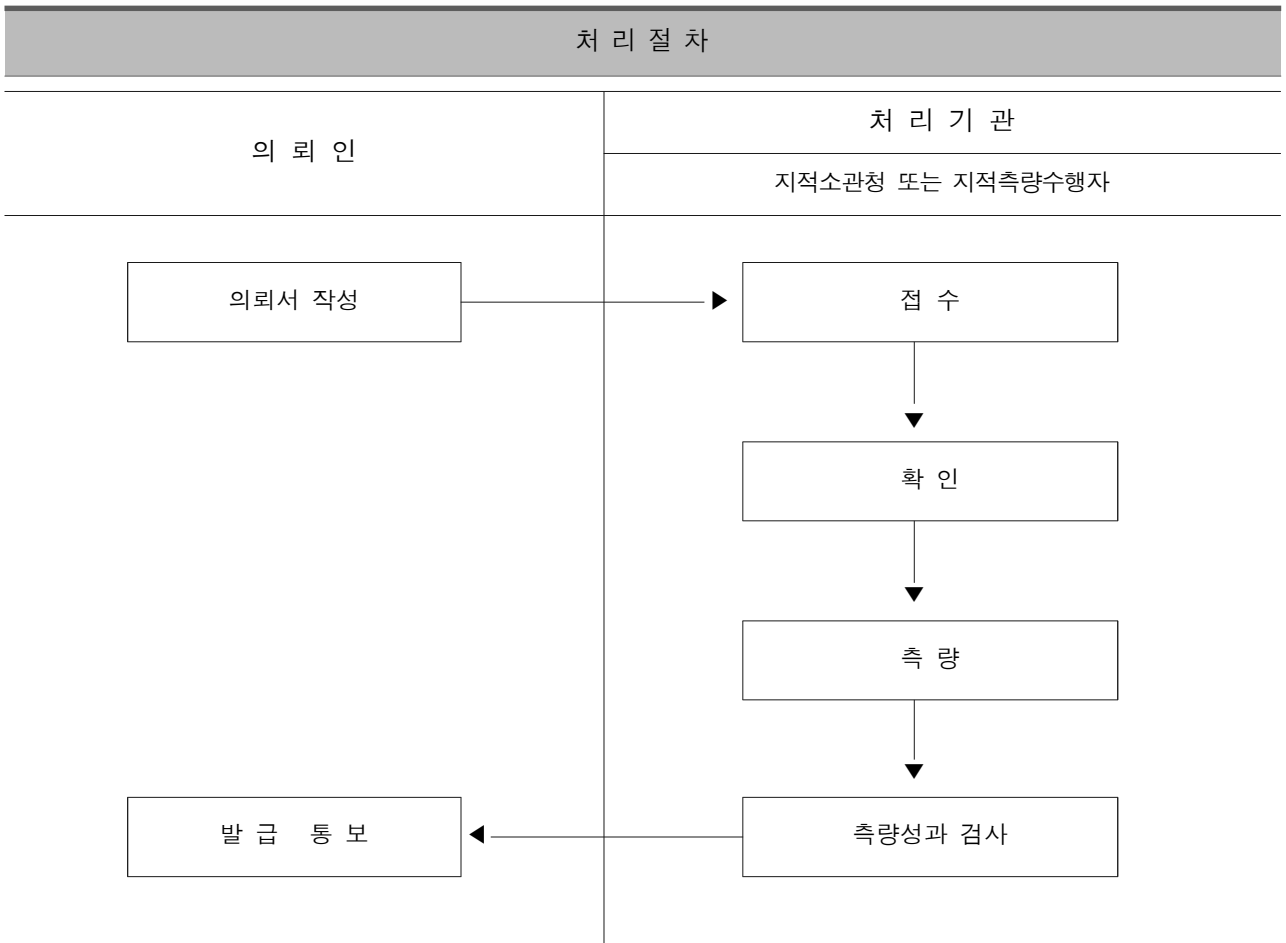 처 리 절 차
의 뢰 인
처 리 기 관
지적소관청 또는 지적측량수행자
의뢰서 작성
접 수
확 인
측 량
발 급 통 보
측량성과 검사